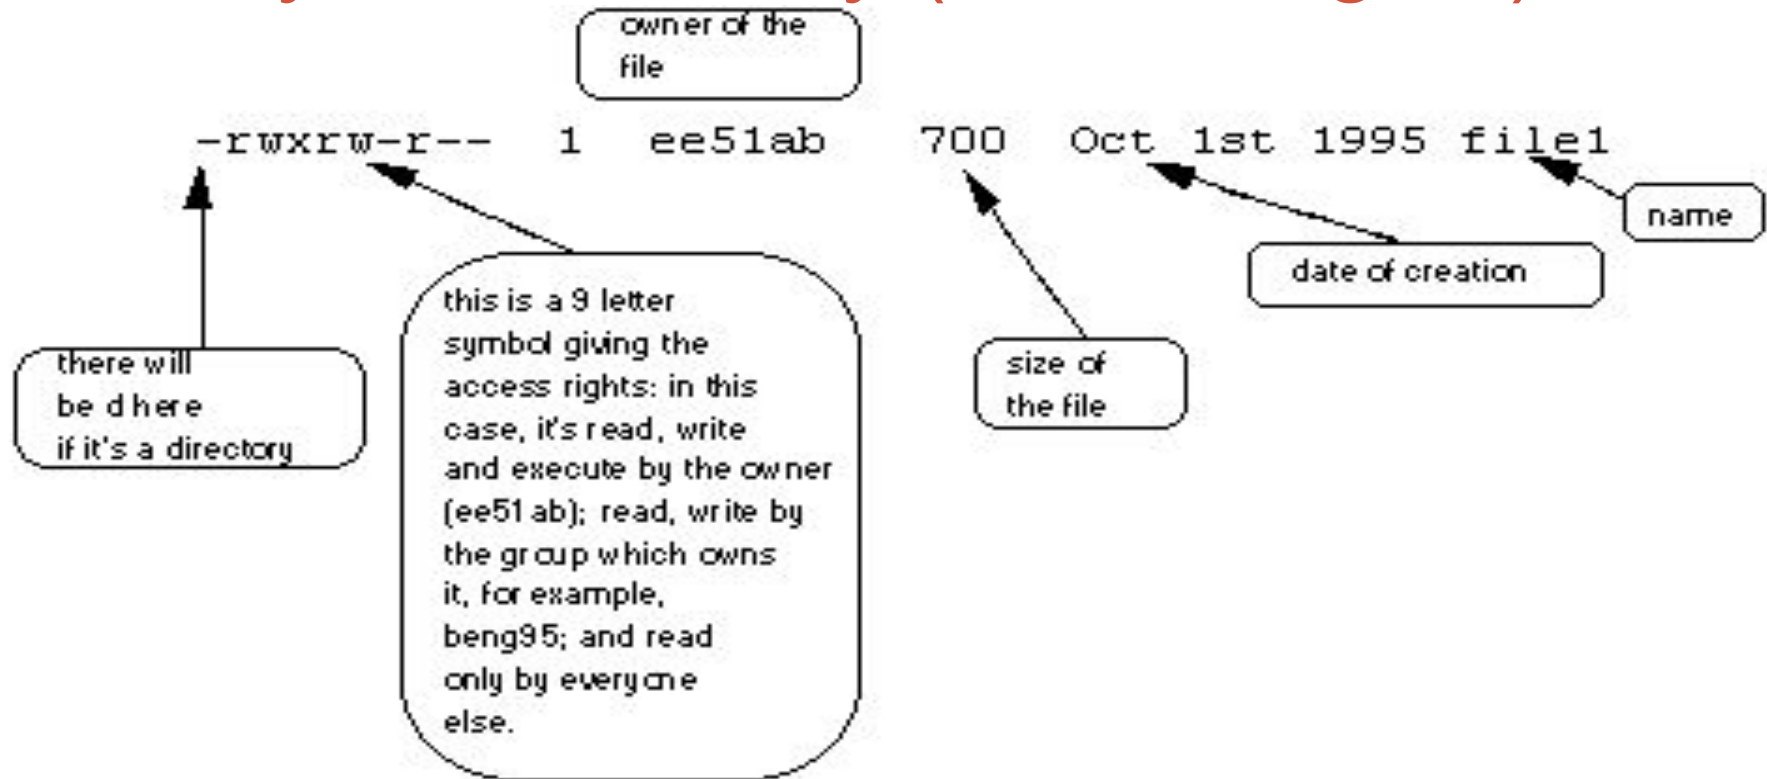 owner of the
file
-rwxrw-r-- 1 ee51ab 700 Oct 1st 1995 file1
name
date of creation
this is a 9 letter
symbol giving the
access rights: in this
case, it's read, write
and execute by the owner
(ee51ab); read, write by
the group which owns
it, for example,
beng95; and read
only by everyone
else.
there will
be d here
if it's a directory
size of
the file